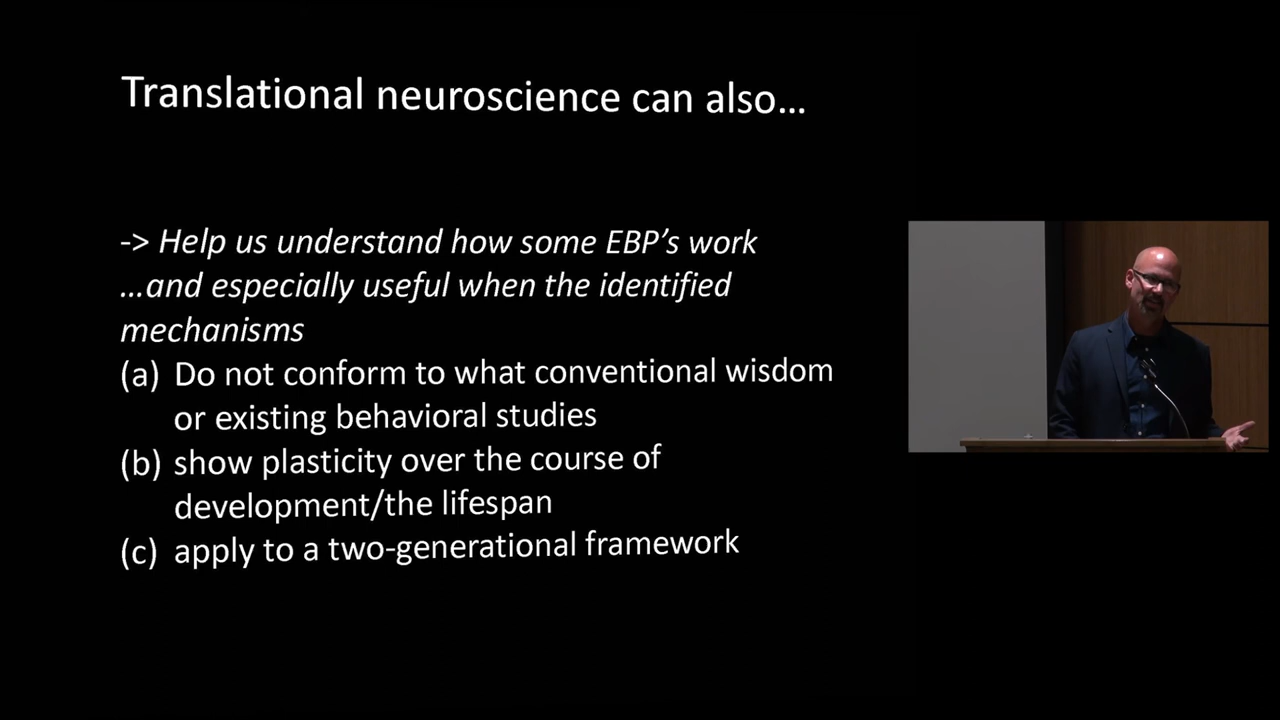 Translational neuroscience can also…
-> Help us understand how some EBP’s work
…and especially useful when the identified
mechanisms
(a) Do not conform to what conventional wisdom
or existing behavioral studies
(b) show plasticity over the course of
development/the lifespan
(c) apply to a two-generational framework